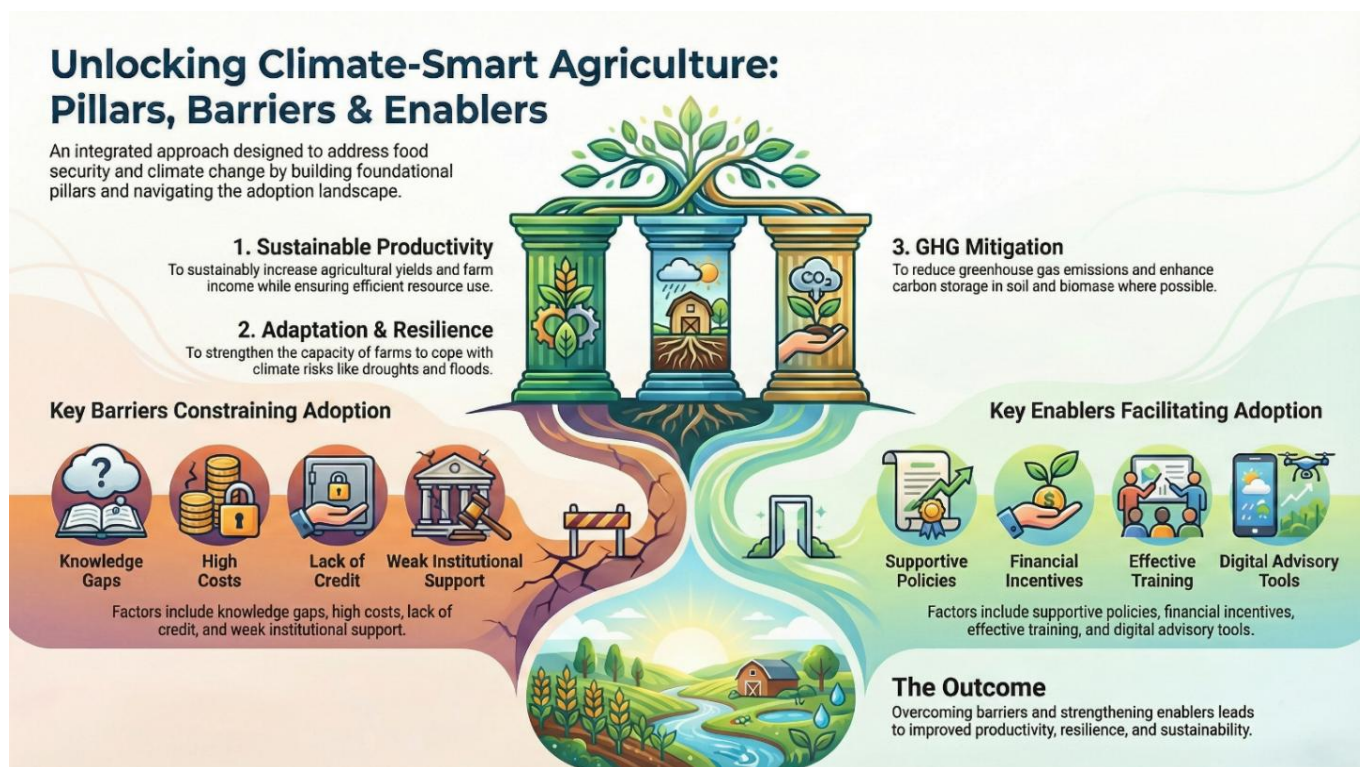 Unlocking Climate-Smart Agriculture:
Pillars, Barriers & Enablers
An integrated approach designed to address food
security and climate change by building foundational
pillars and navigating the adoption landscape.
1. Sustainable Productivity
To sustainably increase agricultural yields and farm
income while ensuring efficient resource use.
2. Adaptation & Resilience
To strengthen the capacity of farms to cope with
climate risks like droughts and floods.
CO₂
3. GHG Mitigation
To reduce greenhouse gas emissions and enhance
carbon storage in soil and biomass where possible.
Key Barriers Constraining Adoption
?
Knowledge
Gaps
High
Costs
Lack of
Credit
Weak Institutional
Support
Factors include knowledge gaps, high costs, lack of
credit, and weak institutional support.
Key Enablers Facilitating Adoption
$
Supportive
Policies
Financial
Incentives
Effective
Training
Digital Advisory
Tools
Factors include supportive policies, financial incentives,
effective training, and digital advisory tools.
The Outcome
Overcoming barriers and strengthening enablers leads
to improved productivity, resilience, and sustainability.